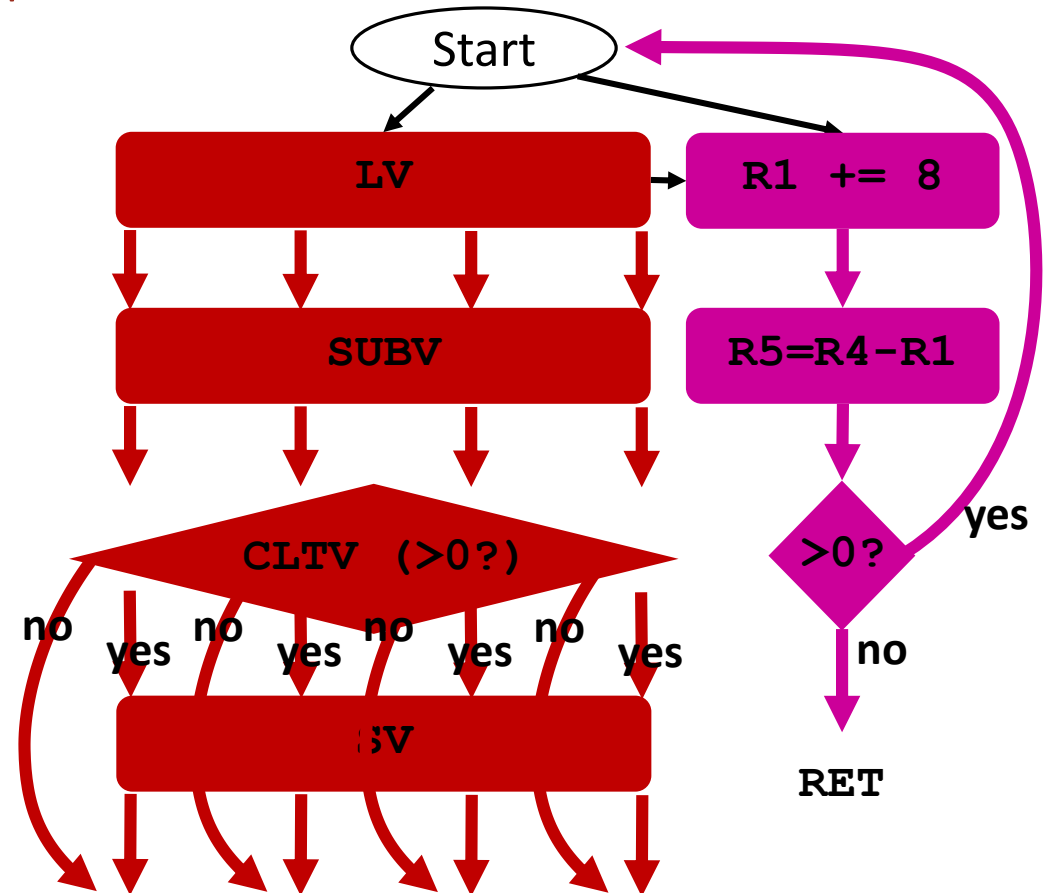 Start
LV
R1 += 8
SUBV
R5=R4-R1
yes
CLTV (>0?)
>0?
no
yes
no
yes
no
yes
no
yes
no
SV
RET